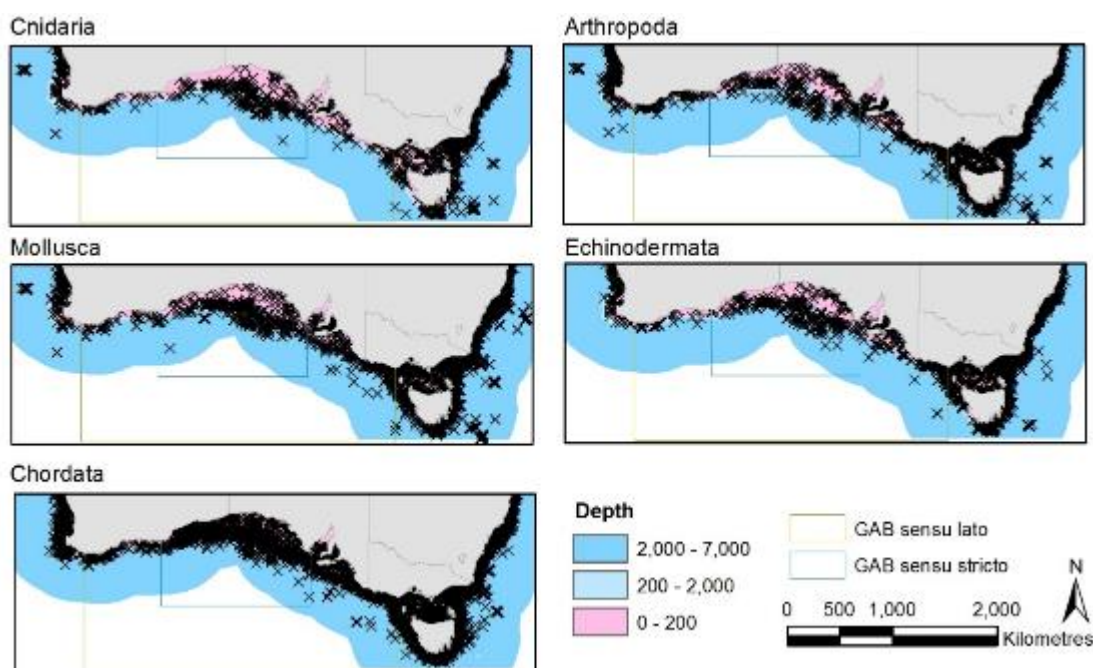 Cnidaria
Arthropoda
Mollusca
Echinodermata
Chordata
Depth
2,000 - 7,000
200 - 2,000
0 - 200
GAB sensu lato
GAB sensu stricto
N
0 500 1,000 2,000
Kilometres